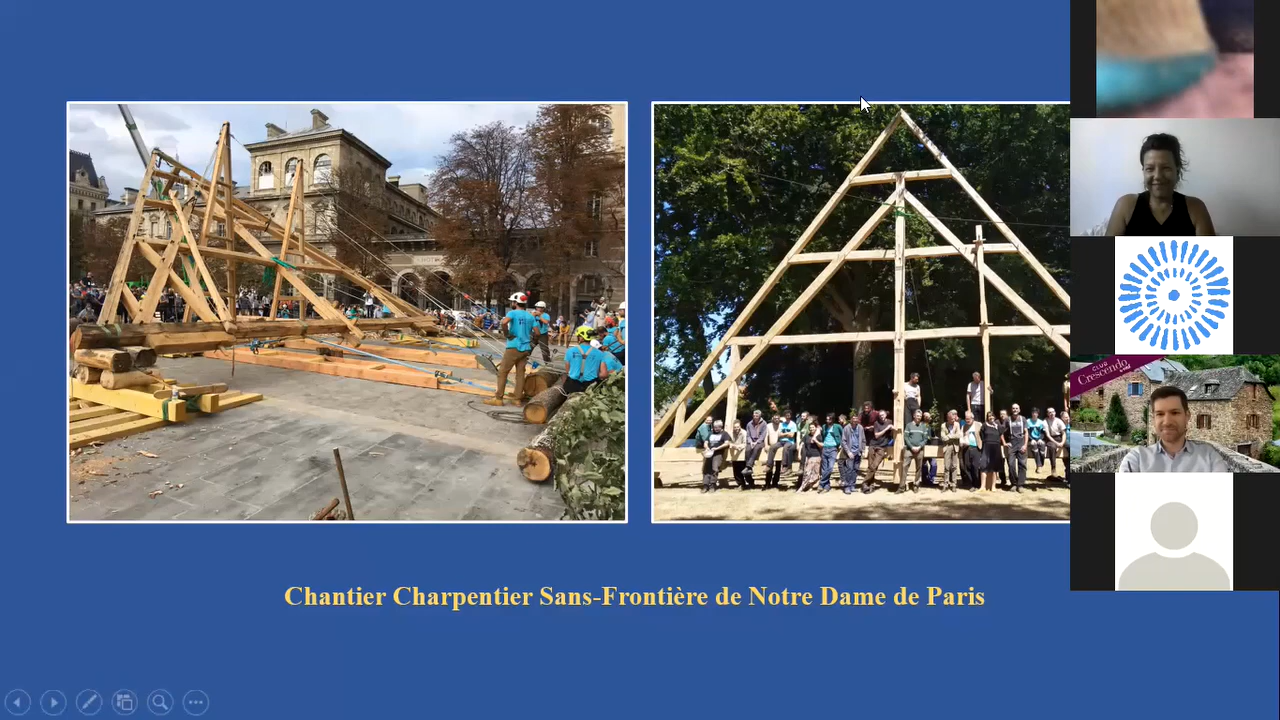 CLUB
Crescendo
Chantier Charpentier Sans-Frontière de Notre Dame de Paris